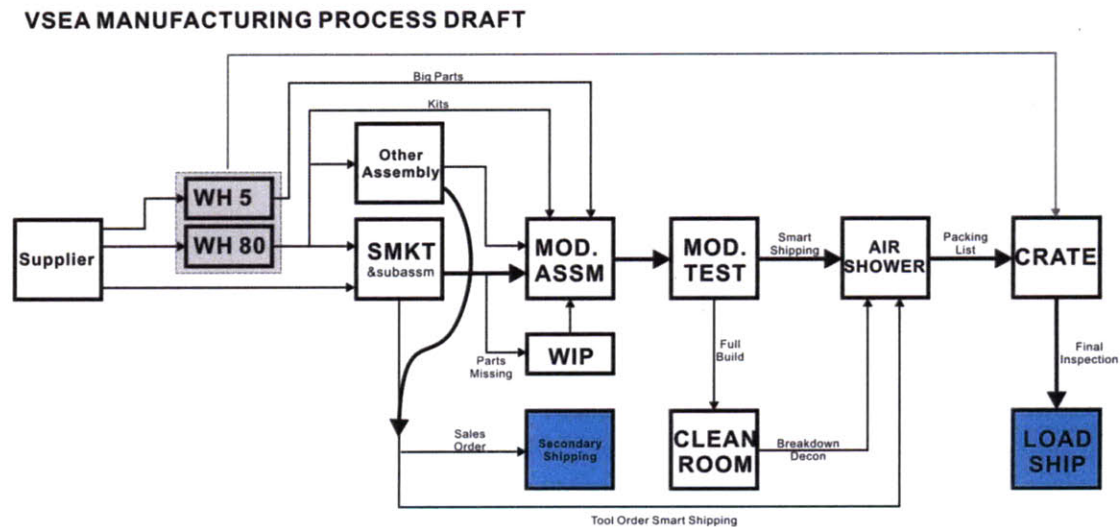 VSEA MANUFACTURING PROCESS DRAFT
Big Parts
Kits
Other
Assembly
WH 5
WH 80
Supplier
SMKT
&subassm
MOD.
ASSM
MOD.
TEST
Smart
Shipping
AIR
SHOWER
Packing
List
CRATE
Parts
Missing
WIP
Full
Build
Final
Inspection
Sales
Order
Secondary
Shipping
CLEAN
ROOM
Breakdown
Decon
LOAD
SHIP
Tool Order Smart Shipping